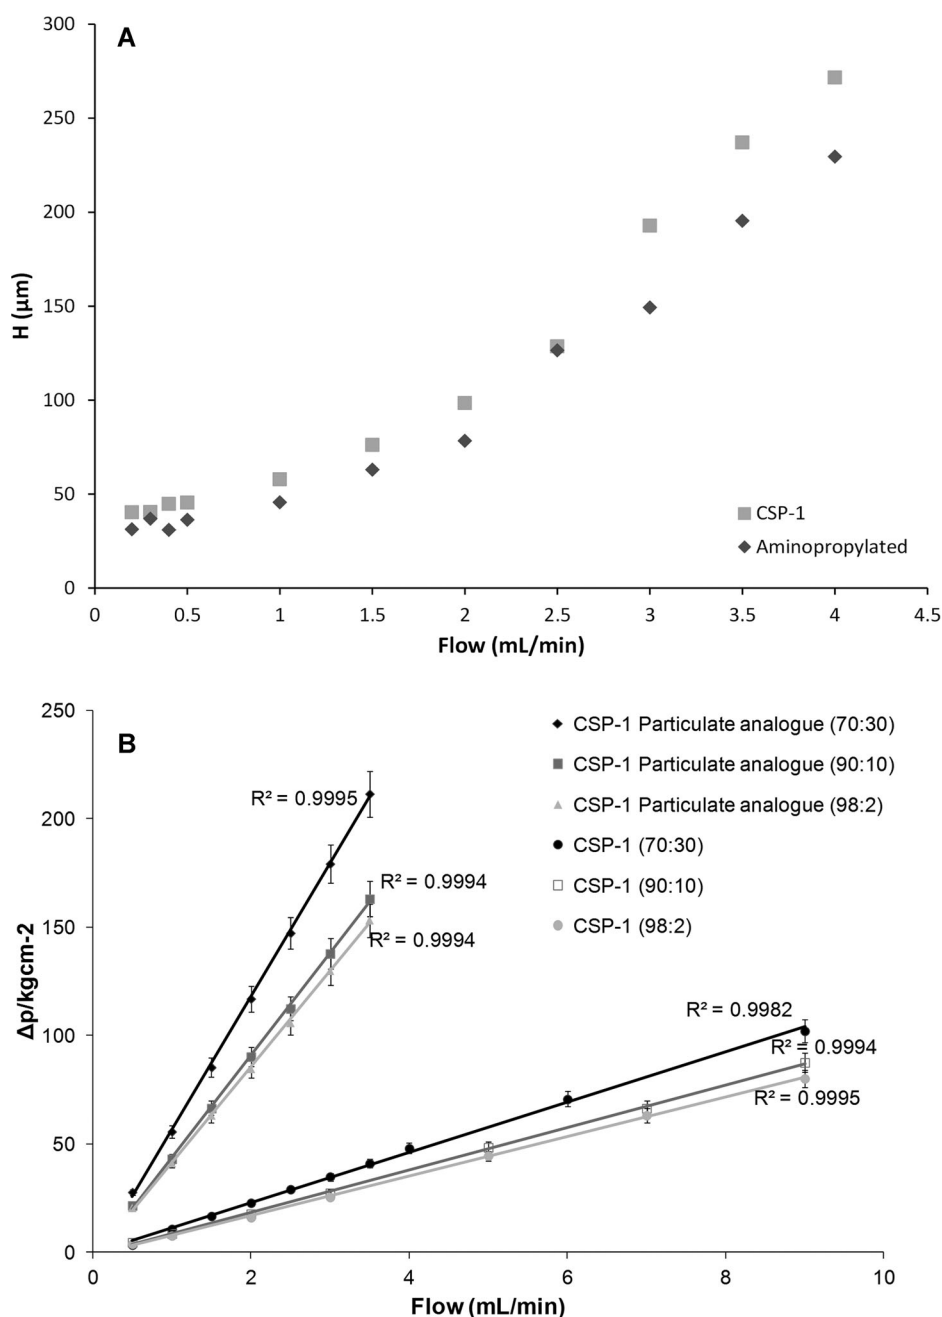 A
300
250
200
150
100
50
0
H (µm)
0 0.5 1 1.5 2 2.5 3 3.5 4 4.5
Flow (mL/min)
CSP-1
Aminopropylated
B
250
200
150
100
50
0
Δp/kgcm-2
0 2 4 6 8 10
Flow (mL/min)
CSP-1 Particulate analogue (70:30)
CSP-1 Particulate analogue (90:10)
CSP-1 Particulate analogue (98:2)
CSP-1 (70:30)
CSP-1 (90:10)
CSP-1 (98:2)
R² = 0.9995
R² = 0.9994
R² = 0.9994
R² = 0.9982
R² = 0.9994
R² = 0.9995